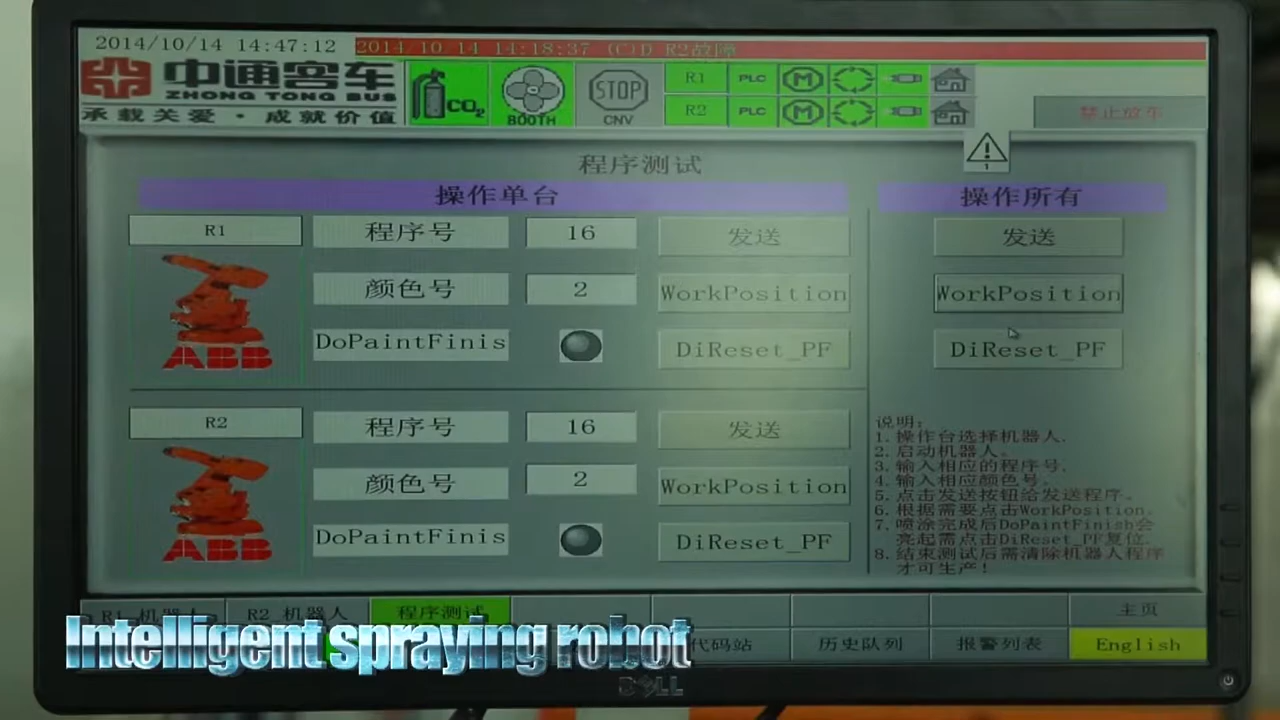 2014/10/14 14:47:12
2014/10/14 14:18:37 (C)D R2故障
中通客车
ZHONG TONG BUS
承载关爱·成就价值
CO2
BOOTH
STOP
CNV
R1 PLC M
R2 PLC M
禁止放车
1
程序测试
操作单台
操作所有
R1
程序号 16 发送
发送
颜色号 2 WorkPosition
WorkPosition
DoPaintFinis DiReset_PF
DiReset_PF
ABB
R2
程序号 16 发送
颜色号 2 WorkPosition
DoPaintFinis DiReset_PF
ABB
说明:
1. 操作台选择机器人.
2. 启动机器人.
3. 输入相应的程序号.
4. 输入相应颜色号.
5. 点击发送按钮给发送程序.
6. 根据需要点击WorkPosition.
7. 喷涂完成后DoPaintFinish会
亮起需点击DiReset_PF复位.
8. 结束测试后需清除机器人程序
才可生产!
R1 机器人 R2 机器人 程序测试 主页
代码站 历史队列 报警列表 English
Intelligent spraying robot
DELL